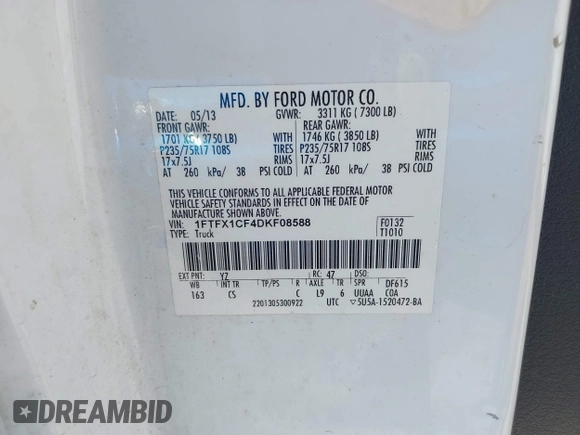 MFD. BY FORD MOTOR CO.
DATE: 05/13 GVWR: 3311 KG ( 7300 LB)
FRONT GAWR: REAR GAWR:
1701 KG ( 3750 LB) WITH 1746 KG ( 3850 LB) WITH
P235/75R17 108S TIRES P235/75R17 108S TIRES
17x7.5J RIMS 17x7.5J RIMS
AT 260 kPa/ 38 PSI COLD AT 260 kPa/ 38 PSI COLD
THIS VEHICLE CONFORMS TO ALL APPLICABLE FEDERAL MOTOR
VEHICLE SAFETY STANDARDS IN EFFECT ON THE DATE OF
MANUFACTURE SHOWN ABOVE.
VIN: 1FTFX1CF4DKF08588 F0132
TYPE: Truck T1010
EXT PNT: YZ RC: 47 DSO:
WB INT TR TP/PS R AXLE TR SPR DF615
163 CS C L9 6 UUAA COA
2201305300922 UTC 5U5A-1520472-BA
DREAMBID